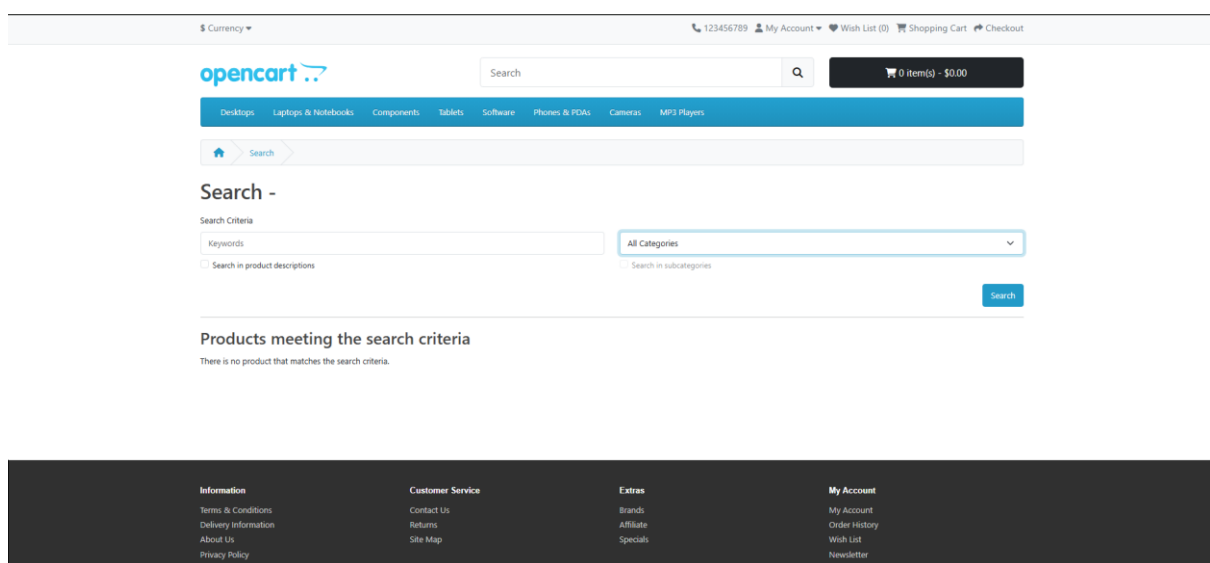 $ Currency
123456789 My Account Wish List (0) Shopping Cart Checkout
opencart
Search
0 item(s) - $0.00
Desktops Laptops & Notebooks Components Tablets Software Phones & PDAs Cameras MP3 Players
Search
Search -
Search Criteria
Keywords All Categories
Search in product descriptions Search in subcategories
Search
Products meeting the search criteria
There is no product that matches the search criteria.
Information Customer Service Extras My Account
Terms & Conditions Contact Us Brands My Account
Delivery Information Returns Affiliate Order History
About Us Site Map Specials Wish List
Privacy Policy Newsletter